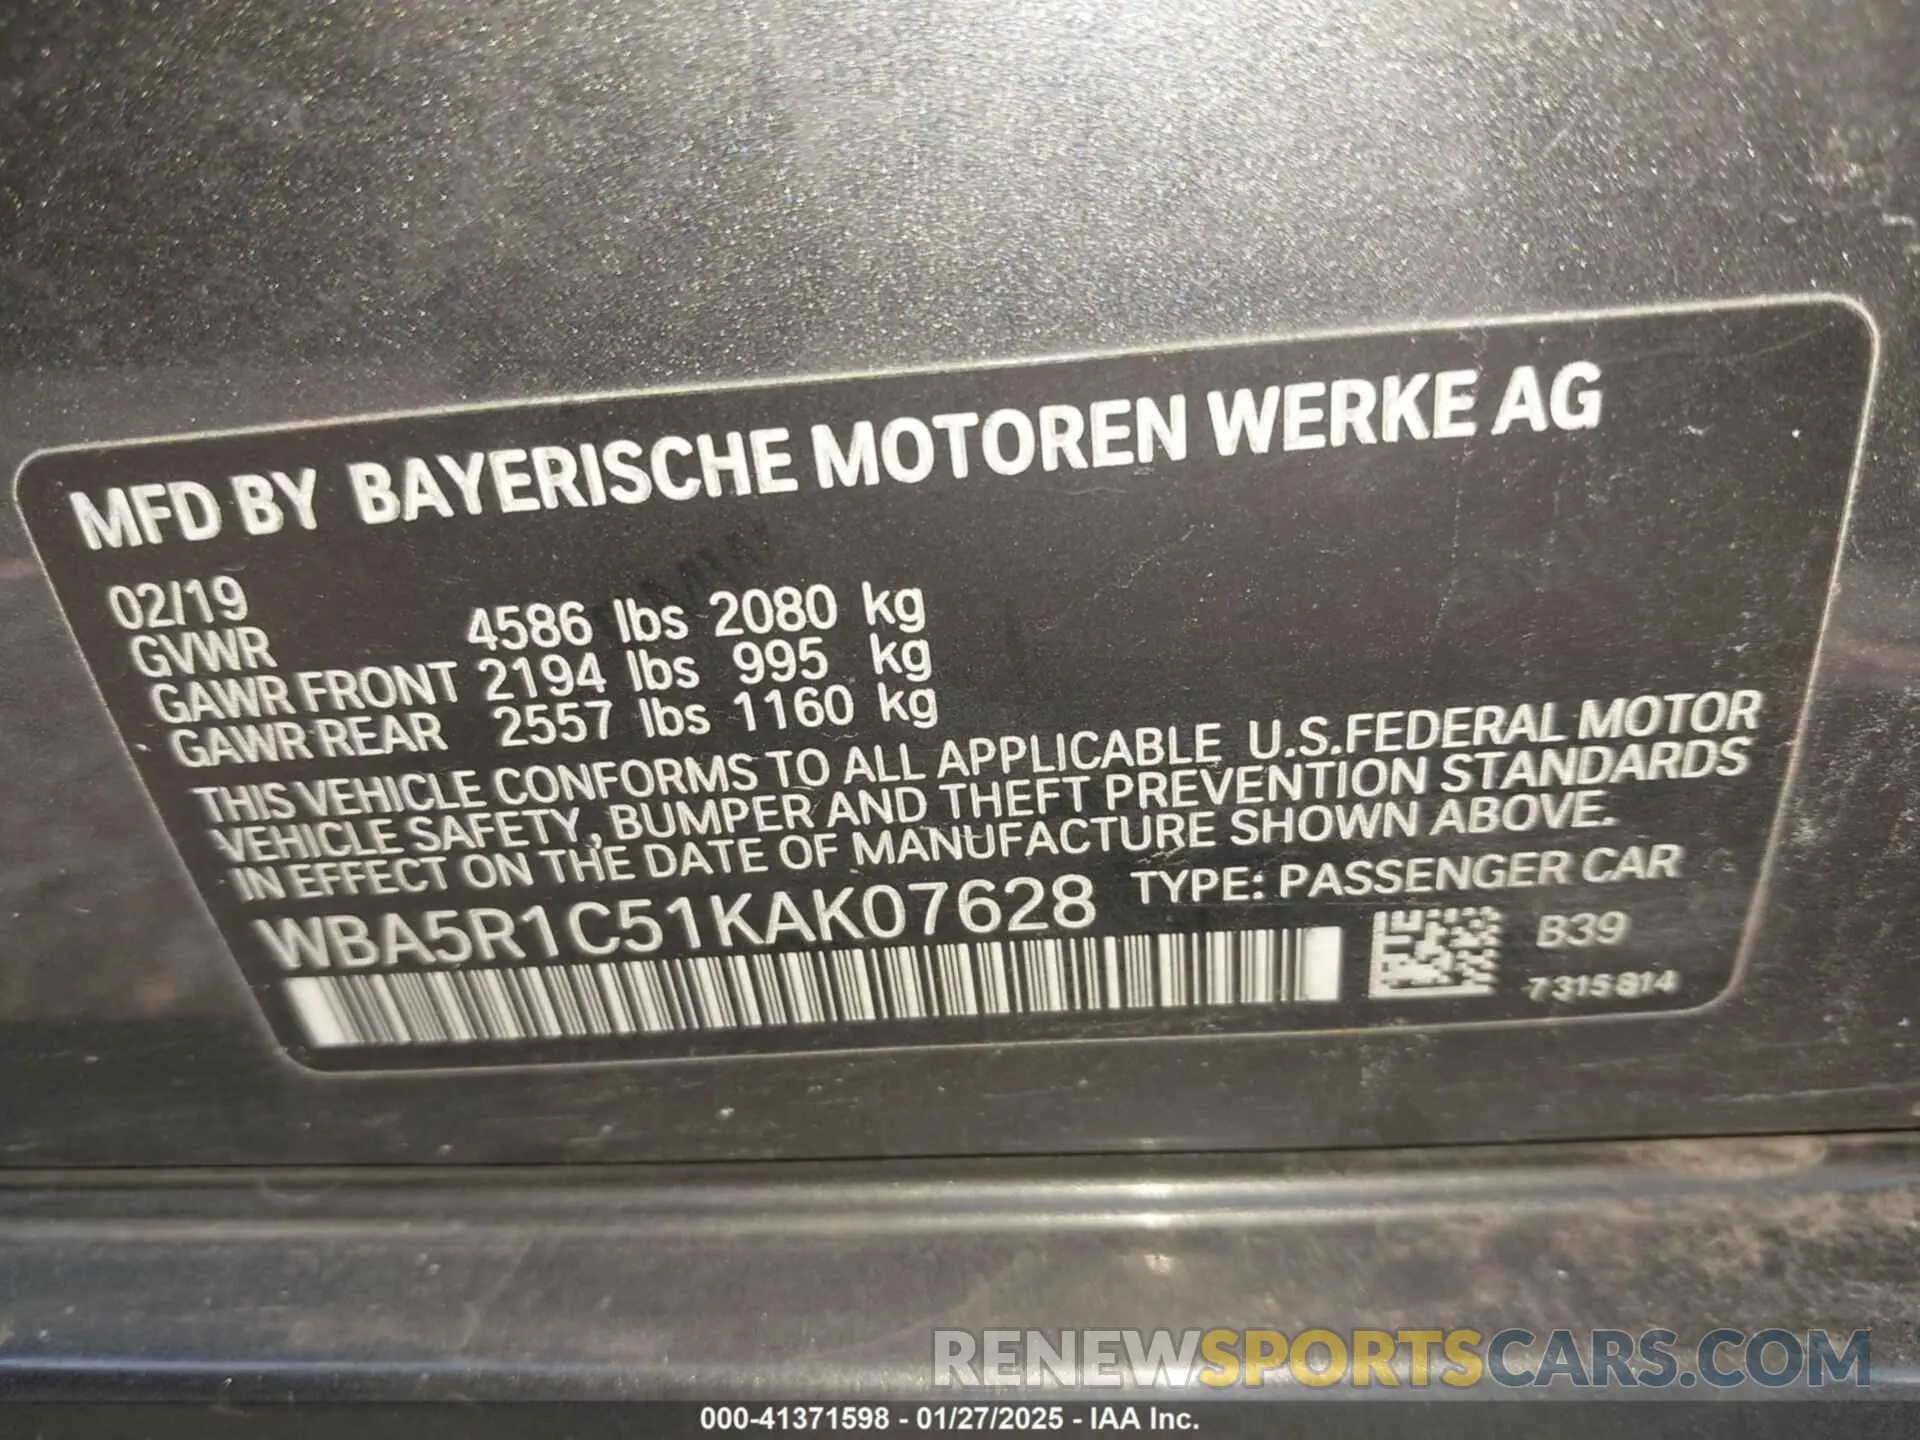 MFD BY BAYERISCHE MOTOREN WERKE AG
02/19
GVWR 4586 lbs 2080 kg
GAWR FRONT 2194 lbs 995 kg
GAWR REAR 2557 lbs 1160 kg
THIS VEHICLE CONFORMS TO ALL APPLICABLE U.S.FEDERAL MOTOR
VEHICLE SAFETY, BUMPER AND THEFT PREVENTION STANDARDS
IN EFFECT ON THE DATE OF MANUFACTURE SHOWN ABOVE.
WBA5R1C51KAK07628 TYPE: PASSENGER CAR
B39
7315814
RENEWSPORTSCARS.COM
000-41371598 - 01/27/2025 - IAA Inc.